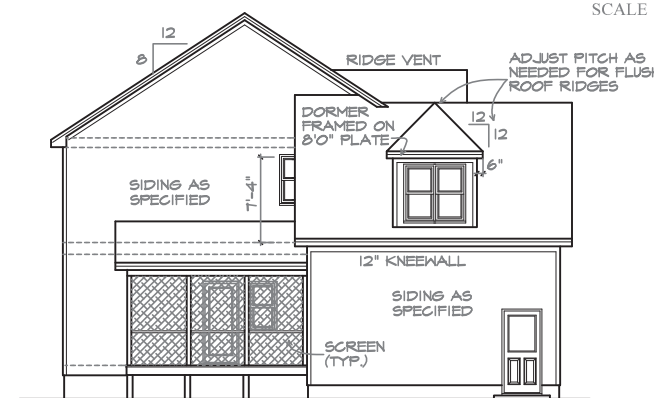 SCALE
12
8
RIDGE VENT
ADJUST PITCH AS
NEEDED FOR FLUSH
ROOF RIDGES
DORMER
FRAMED ON
8'0" PLATE
12
12
6"
7'-4"
SIDING AS
SPECIFIED
12" KNEEWALL
SIDING AS
SPECIFIED
SCREEN
(TYP.)